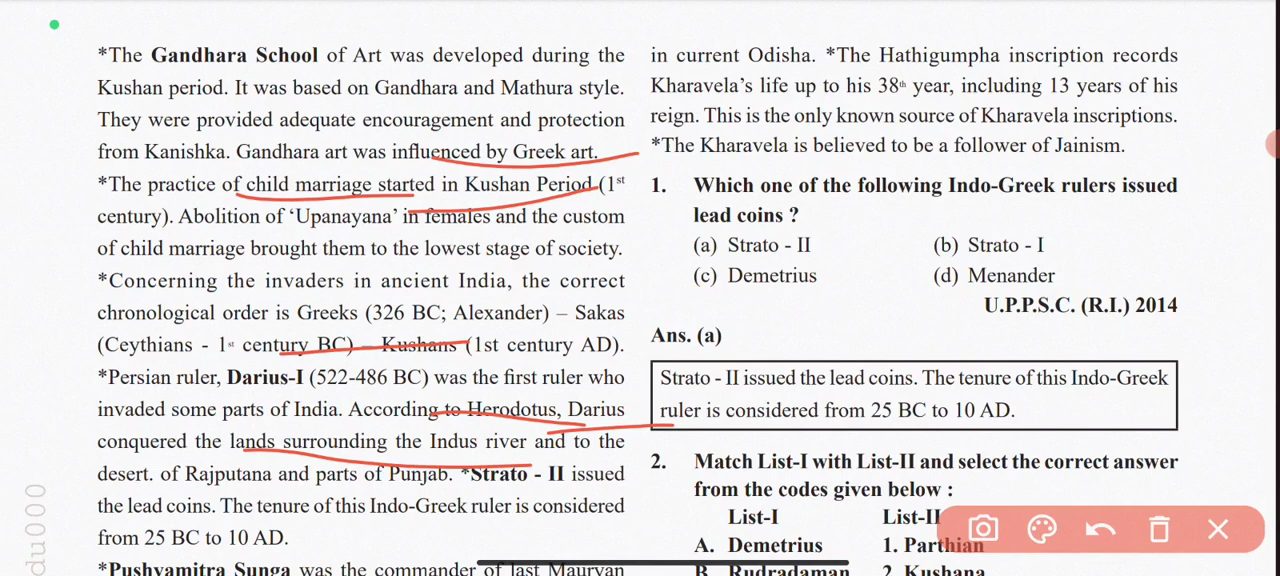 *The Gandhara School of Art was developed during the
Kushan period. It was based on Gandhara and Mathura style.
They were provided adequate encouragement and protection
from Kanishka. Gandhara art was influenced by Greek art.
*The practice of child marriage started in Kushan Period (1st
century). Abolition of ‘Upanayana’ in females and the custom
of child marriage brought them to the lowest stage of society.
*Concerning the invaders in ancient India, the correct
chronological order is Greeks (326 BC; Alexander) – Sakas
(Ceythians - 1st century BC) – Kushans (1st century AD).
*Persian ruler, Darius-I (522-486 BC) was the first ruler who
invaded some parts of India. According to Herodotus, Darius
conquered the lands surrounding the Indus river and to the
desert. of Rajputana and parts of Punjab. *Strato - II issued
the lead coins. The tenure of this Indo-Greek ruler is considered
from 25 BC to 10 AD.
*Pushyamitra Sunga was the commander of last Mauryan
in current Odisha. *The Hathigumpha inscription records
Kharavela’s life up to his 38th year, including 13 years of his
reign. This is the only known source of Kharavela inscriptions.
*The Kharavela is believed to be a follower of Jainism.
1. Which one of the following Indo-Greek rulers issued
lead coins ?
(a) Strato - II (b) Strato - I
(c) Demetrius (d) Menander
U.P.P.S.C. (R.I.) 2014
Ans. (a)
Strato - II issued the lead coins. The tenure of this Indo-Greek
ruler is considered from 25 BC to 10 AD.
2. Match List-I with List-II and select the correct answer
from the codes given below :
List-I List-II
A. Demetrius 1. Parthian
B. Rudradaman 2. Kushana
du000